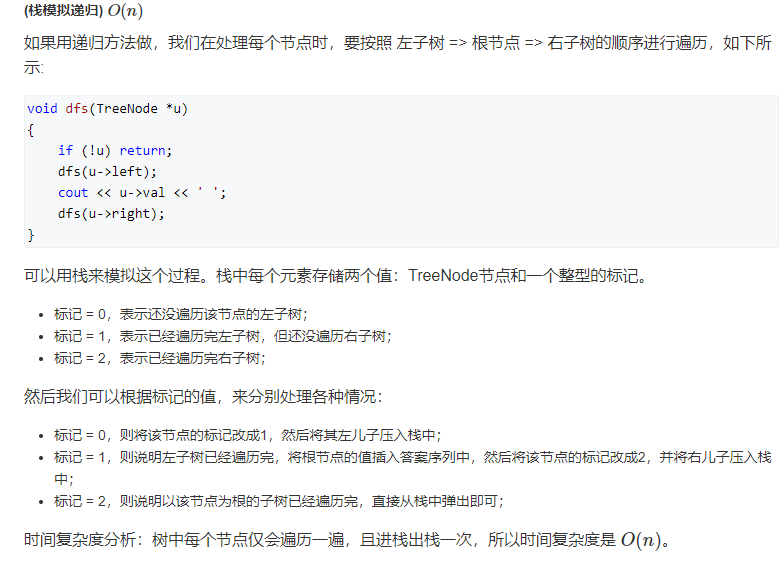 (栈模拟递归) O(n)
如果用递归方法做，我们在处理每个节点时，要按照 左子树 => 根节点 => 右子树的顺序进行遍历，如下所
示:
void dfs(TreeNode *u)
{
    if (!u) return;
    dfs(u->left);
    cout << u->val << ' ';
    dfs(u->right);
}
可以用栈来模拟这个过程。栈中每个元素存储两个值：TreeNode节点和一个整型的标记。
• 标记 = 0，表示还没遍历该节点的左子树；
• 标记 = 1，表示已经遍历完左子树，但还没遍历右子树；
• 标记 = 2，表示已经遍历完右子树；
然后我们可以根据标记的值，来分别处理各种情况：
• 标记 = 0，则将该节点的标记改成1，然后将其左儿子压入栈中；
• 标记 = 1，则说明左子树已经遍历完，将根节点的值插入答案序列中，然后将该节点的标记改成2，并将右儿子压入栈
中；
• 标记 = 2，则说明以该节点为根的子树已经遍历完，直接从栈中弹出即可；
时间复杂度分析：树中每个节点仅会遍历一遍，且进栈出栈一次，所以时间复杂度是 O(n)。